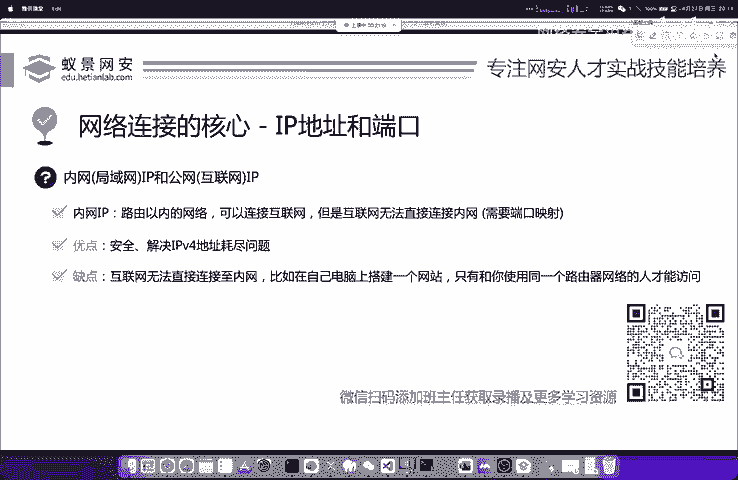 蚁景网安
edu.hetianlab.com
专注网安人才实战技能培养
网络连接的核心 - IP地址和端口
? 内网(局域网)IP和公网(互联网)IP
内网IP：路由以内的网络，可以连接互联网，但是互联网无法直接连接内网 (需要端口映射)
优点：安全、解决IPv4地址耗尽问题
缺点：互联网无法直接连接至内网，比如在自己电脑上搭建一个网站，只有和你使用同一个路由器网络的人才能访问
微信扫码添加班主任获取录播及更多学习资源